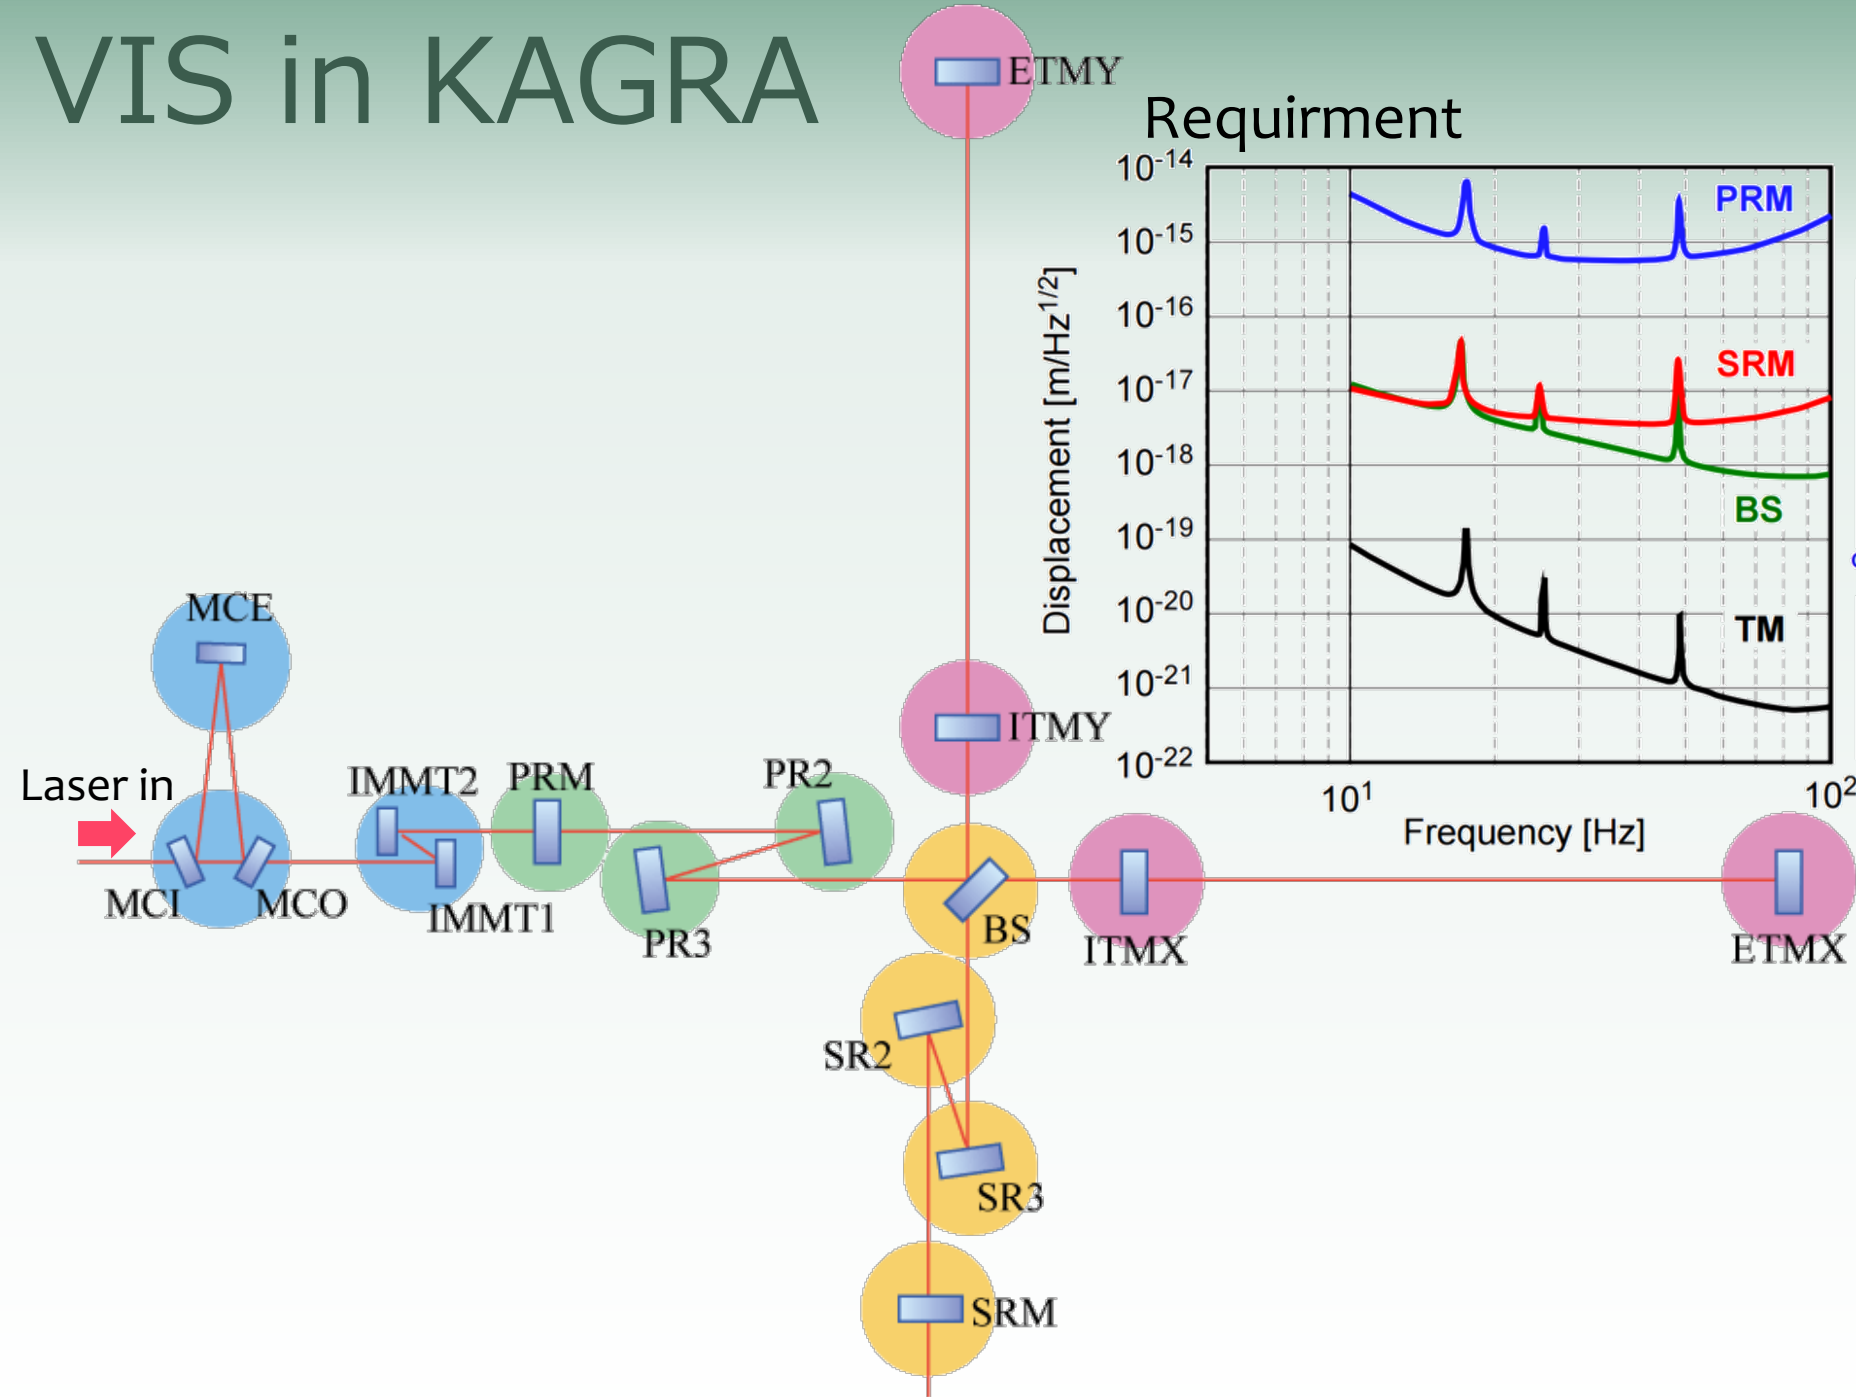 VIS in KAGRA
ETMY
Requirment
10-14
10-15
10-16
10-17
10-18
10-19
10-20
10-21
10-22
Displacement [m/Hz1/2]
PRM
SRM
BS
TM
101
102
Frequency [Hz]
MCE
ITMY
Laser in
IMMT2
PRM
PR2
MCI
MCO
IMMT1
PR3
BS
ITMX
ETMX
SR2
SR3
SRM